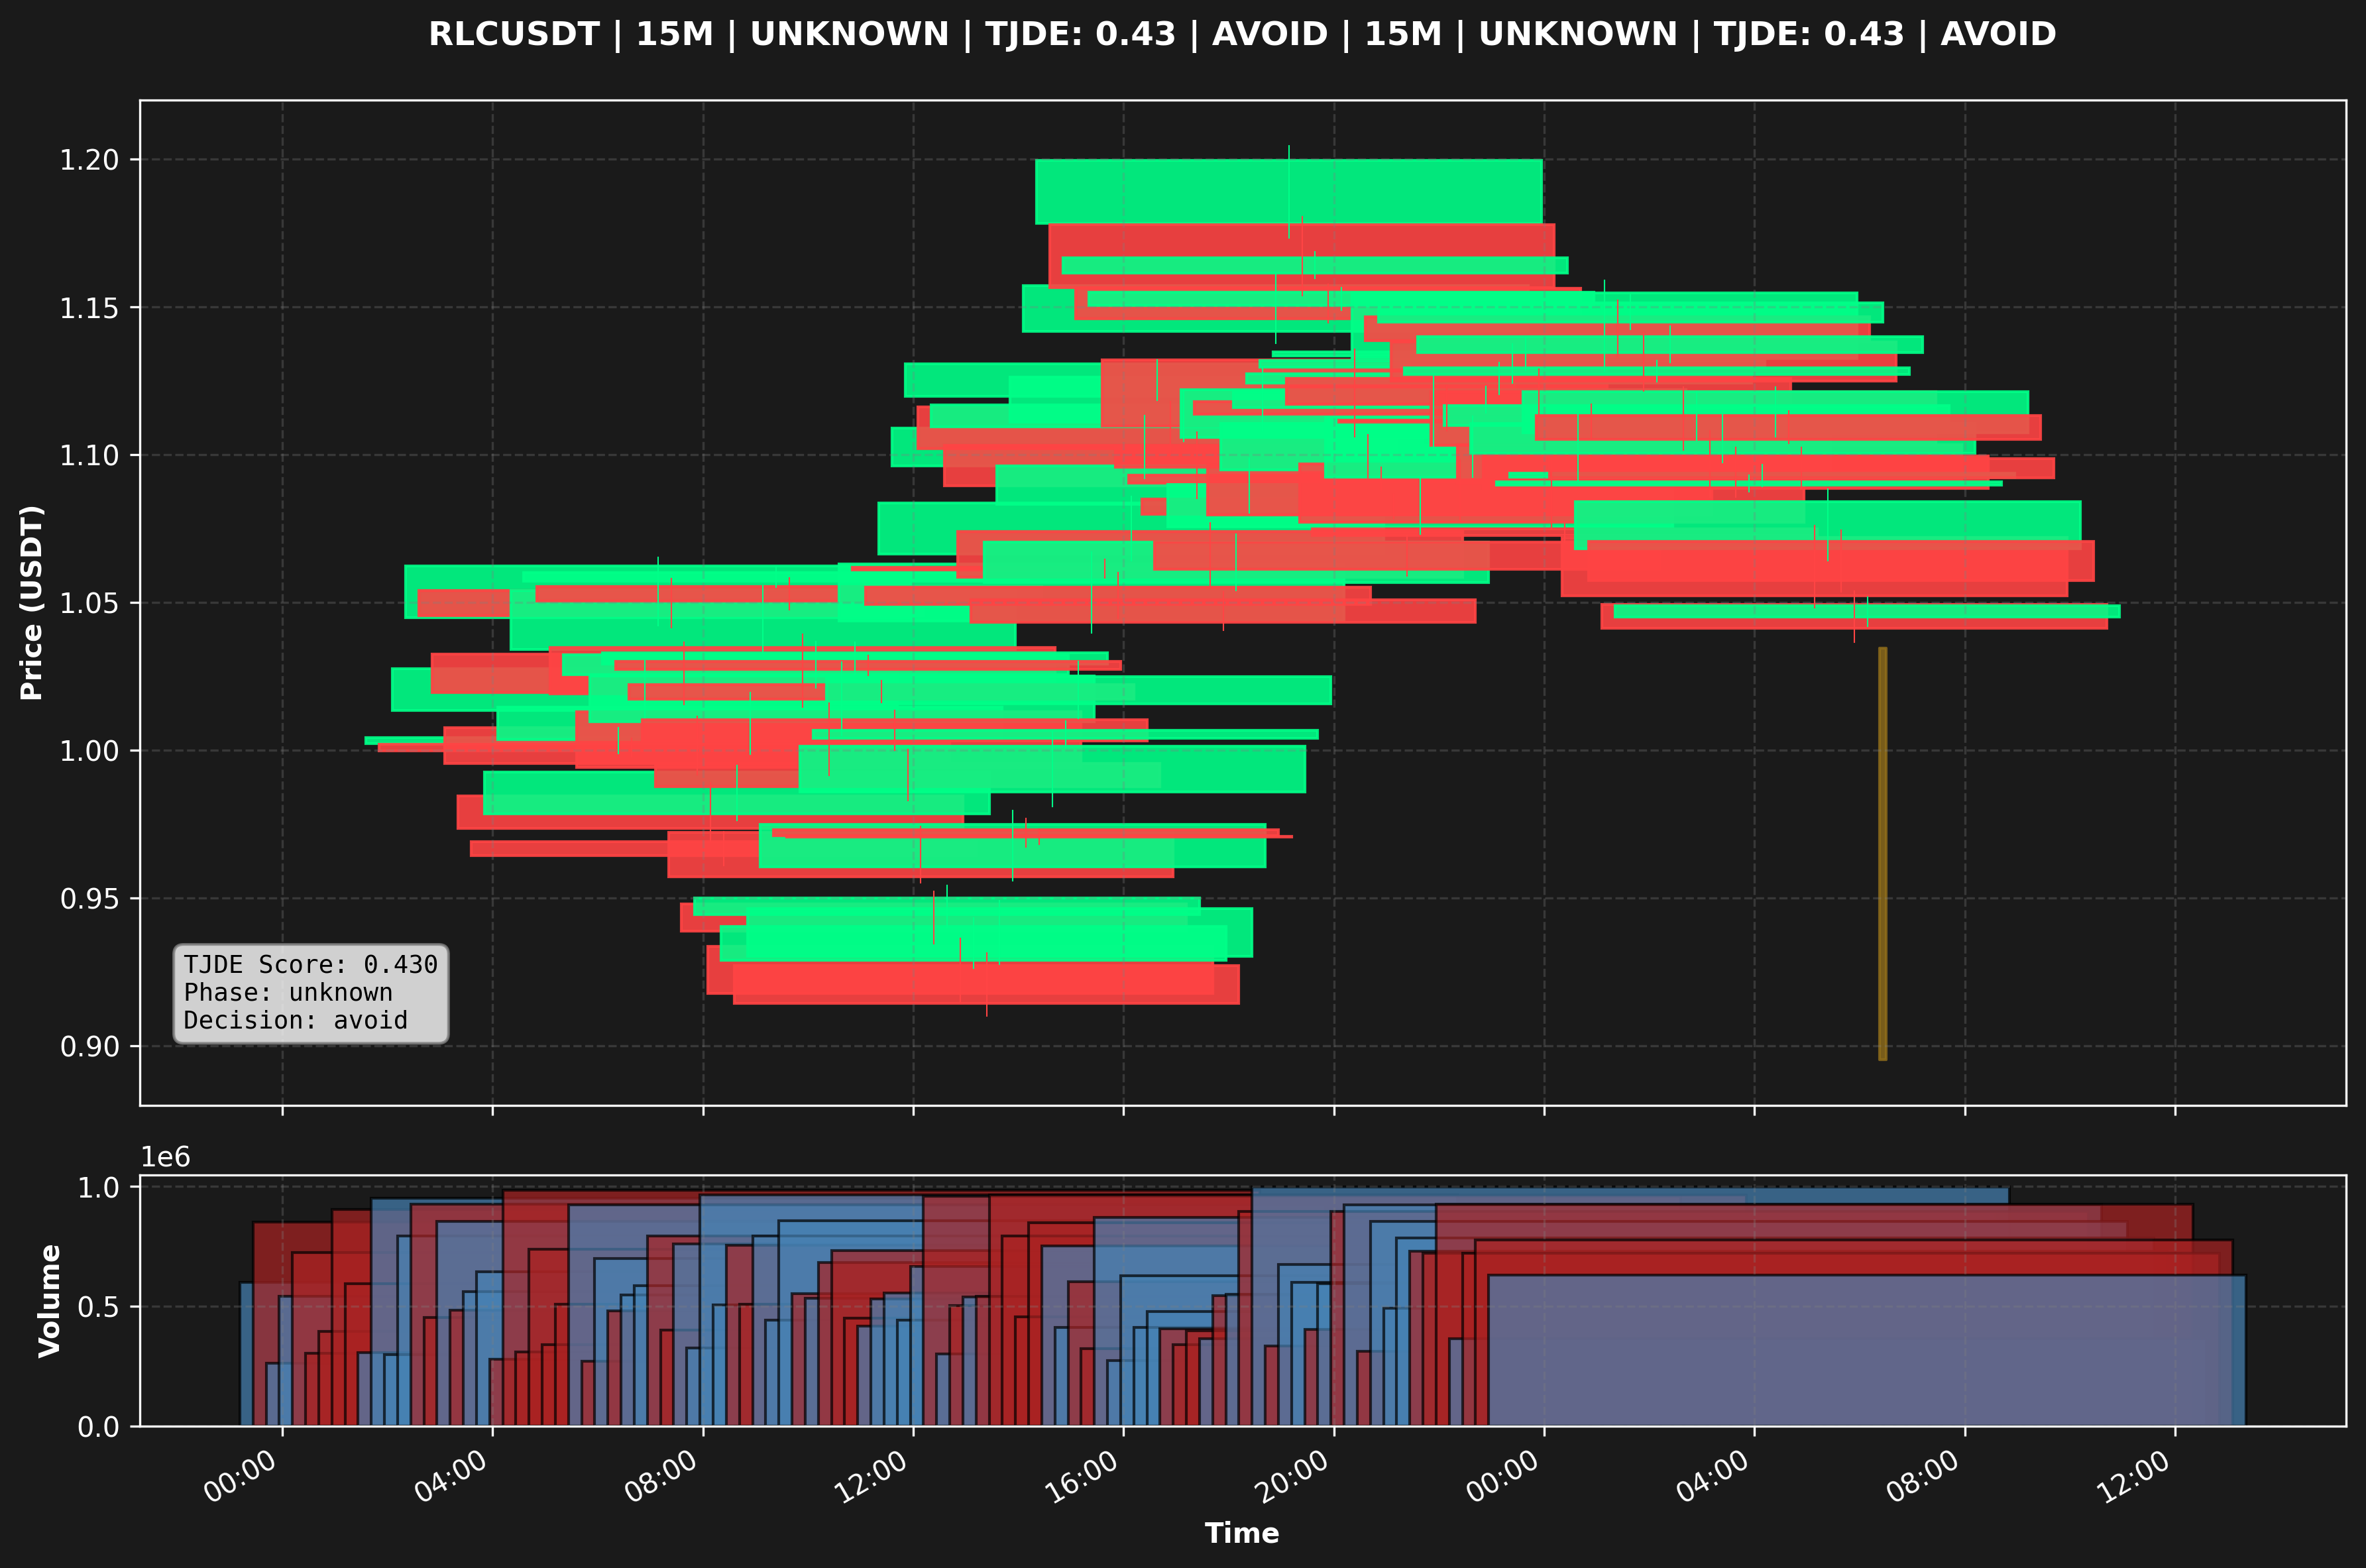 RLCUSDT | 15M | UNKNOWN | TJDE: 0.43 | AVOID | 15M | UNKNOWN | TJDE: 0.43 | AVOID
Price (USDT)
1.20
1.15
1.10
1.05
1.00
0.95
0.90
TJDE Score: 0.430
Phase: unknown
Decision: avoid
1e6
Volume
1.0
0.5
0.0
00:00
04:00
08:00
12:00
16:00
20:00
00:00
04:00
08:00
12:00
Time